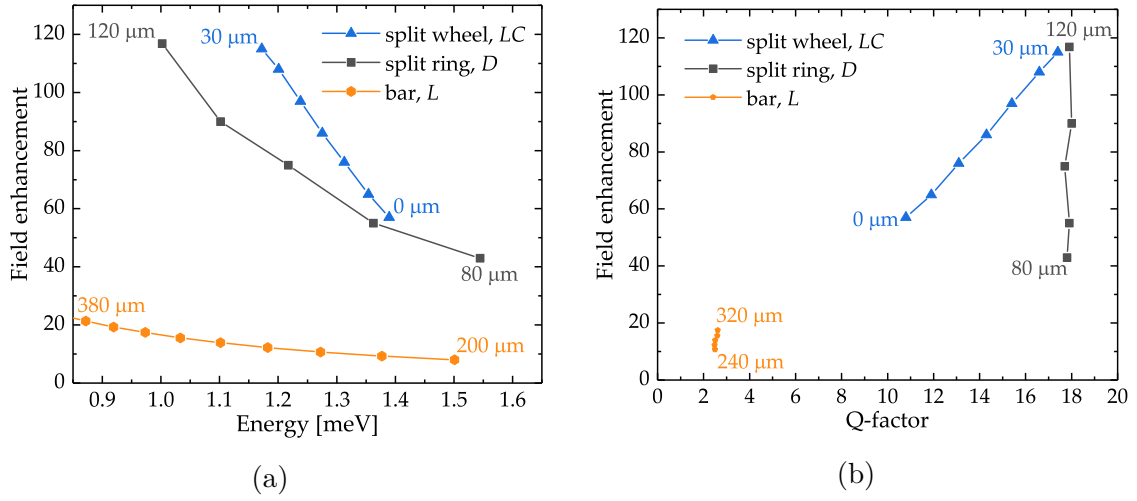 120 μm
30 μm
split wheel, LC
split ring, D
bar, L
0 μm
80 μm
380 μm
200 μm
Field enhancement
120
100
80
60
40
20
0
0.9 1.0 1.1 1.2 1.3 1.4 1.5 1.6
Energy [meV]
(a)
120 μm
30 μm
split wheel, LC
split ring, D
bar, L
0 μm
80 μm
320 μm
240 μm
Field enhancement
120
100
80
60
40
20
0
0 2 4 6 8 10 12 14 16 18 20
Q-factor
(b)